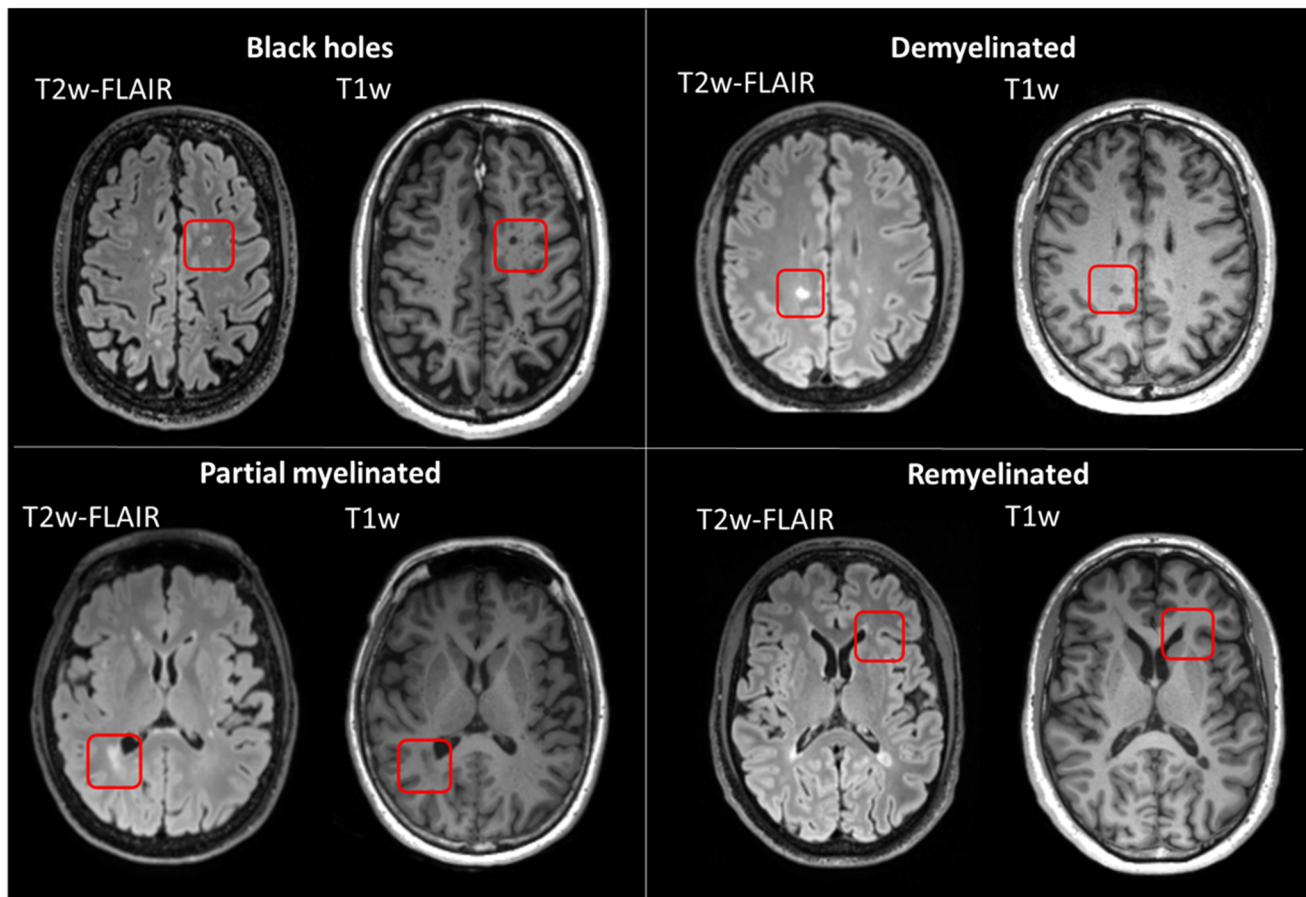 Black holes
T2w-FLAIR
T1w
Demyelinated
T2w-FLAIR
T1w
Partial myelinated
T2w-FLAIR
T1w
Remyelinated
T2w-FLAIR
T1w